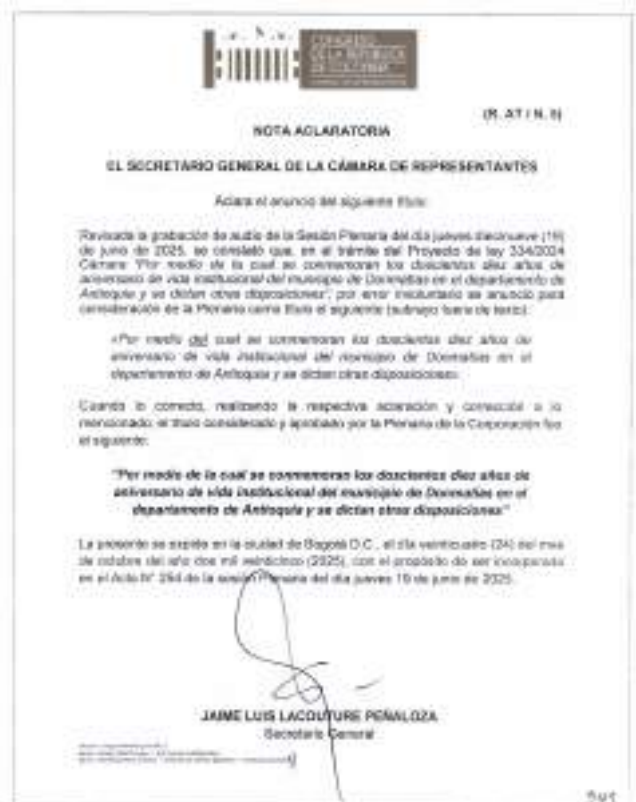 CONGRESO
DE LA REPÚBLICA
DE COLOMBIA
NOTA ACLARATORIA
EL SECRETARIO GENERAL DE LA CÁMARA DE REPRESENTANTES
Aclara el anuncio del siguiente título:
Revisada la grabación de audio de la Sesión Plenaria del día jueves diecinueve (19)
de junio de 2025, se constató que, en el trámite del Proyecto de ley 334/2024
Cámara "Por medio de la cual se conmemoran los doscientos diez años de
aniversario de vida institucional del municipio de Donmatías en el departamento de
Antioquia y se dictan otras disposiciones", por error involuntario se anunció para
consideración de la Plenaria como título el siguiente (subrayo fuera de texto):
«Por medio del cual se conmemoran los doscientos diez años de
aniversario de vida institucional del municipio de Donmatías en el
departamento de Antioquia y se dictan otras disposiciones»
Cuando lo correcto, realizando la respectiva aclaración y corrección a lo
mencionado, el título considerado y aprobado por la Plenaria de la Corporación fue
el siguiente:
"Por medio de la cual se conmemoran los doscientos diez años de
aniversario de vida institucional del municipio de Donmatías en el
departamento de Antioquia y se dictan otras disposiciones"
La presente se expide en la ciudad de Bogotá D.C., el día veinticuatro (24) del mes
de octubre del año dos mil veinticinco (2025), con el propósito de ser incorporada
en el Acta N° 254 de la sesión Plenaria del día jueves 19 de junio de 2025.
JAIME LUIS LACOUTURE PEÑALOZA
Secretario General